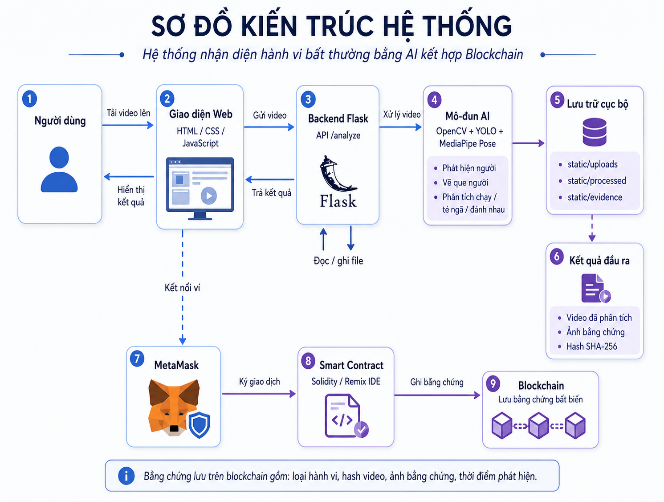 SƠ ĐỒ KIẾN TRÚC HỆ THỐNG
Hệ thống nhận diện hành vi bất thường bằng AI kết hợp Blockchain
1
Người dùng
Tải video lên
Hiển thị
kết quả
2
Giao diện Web
HTML / CSS /
JavaScript
Gửi video
Trả kết quả
3
Backend Flask
API /analyze
Flask
Đọc / ghi file
Xử lý video
4
Mô-đun AI
OpenCV + YOLO +
MediaPipe Pose
• Phát hiện người
• Vẽ que người
• Phân tích chạy /
té ngã / đánh nhau
5
Lưu trữ cục bộ
• static/uploads
• static/processed
• static/evidence
6
Kết quả đầu ra
• Video đã phân tích
• Ảnh bằng chứng
• Hash SHA-256
Kết nối ví
7
MetaMask
Ký giao dịch
8
Smart Contract
Solidity / Remix IDE
Ghi bằng chứng
9
Blockchain
Lưu bằng chứng bất biến
i
Bằng chứng lưu trên blockchain gồm: loại hành vi, hash video, ảnh bằng chứng, thời điểm phát hiện.